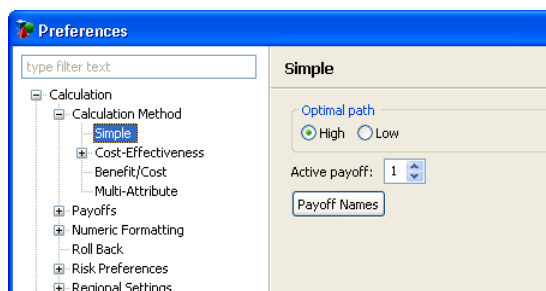 Preferences
type filter text
Calculation
Calculation Method
Simple
Cost-Effectiveness
Benefit/Cost
Multi-Attribute
Payoffs
Numeric Formatting
Roll Back
Risk Preferences
Regional Settings
Simple
Optimal path
High Low
Active payoff: 1
Payoff Names